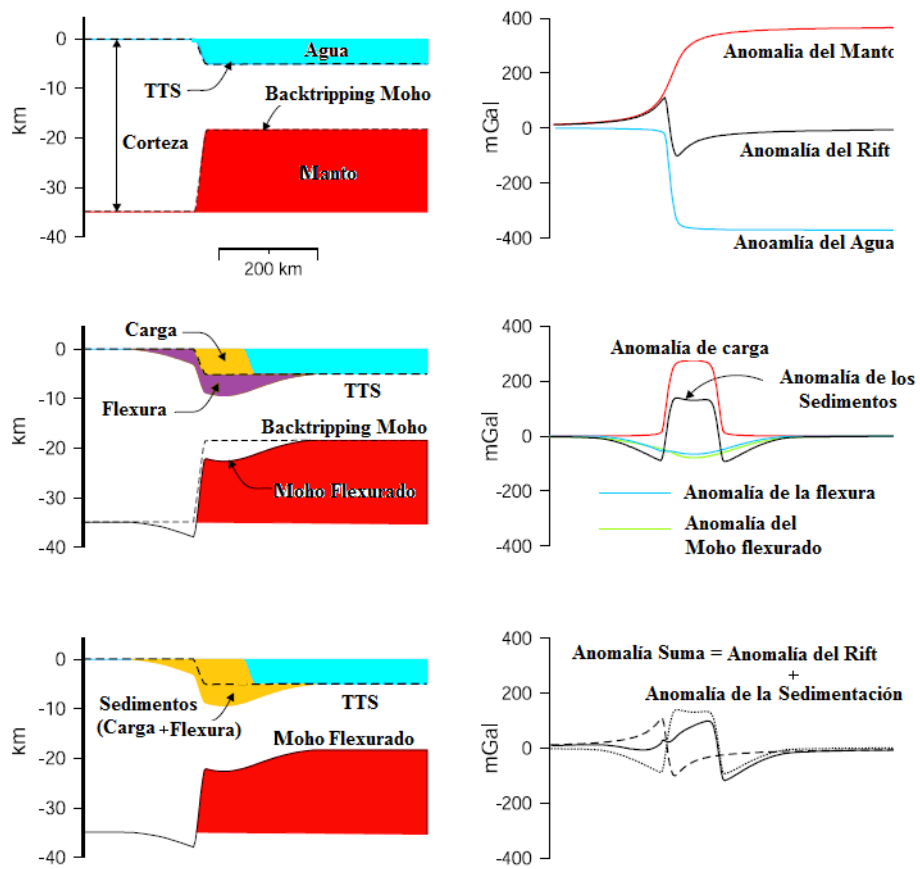 0
-10
-20
-30
-40
km
Agua
TTS
Backtripping Moho
Corteza
Manto
200 km
400
200
0
-200
-400
mGal
Anomalia del Manto
Anomalía del Rift
Anoamlía del Agua
0
-10
-20
-30
-40
km
Carga
Flexura
TTS
Backtripping Moho
Moho Flexurado
400
200
0
-200
-400
mGal
Anomalía de carga
Anomalía de los
Sedimentos
Anomalía de la flexura
Anomalía del
Moho flexurado
0
-10
-20
-30
-40
km
Sedimentos
(Carga+Flexura)
TTS
Moho Flexurado
400
200
0
-200
-400
mGal
Anomalía Suma = Anomalía del Rift
+
Anomalía de la Sedimentación